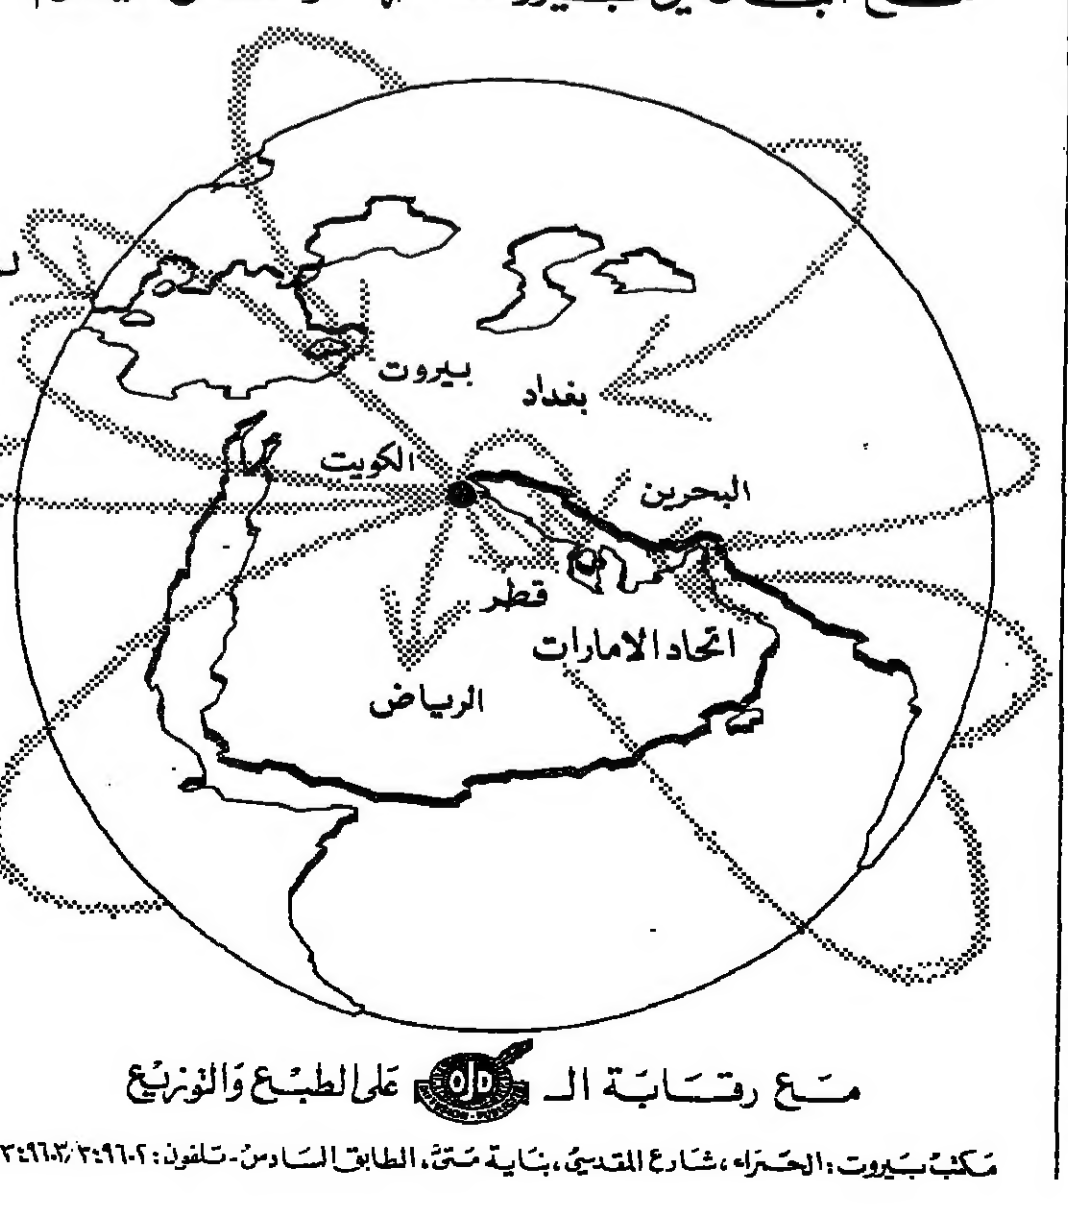 بيروت
بغداد
الكويت
البحرين
قطر
اتحاد الامارات
الرياض
مع رقابة الـ OJD على الطبع والتوزيع
مكتب بيروت: الحمراء، شارع المقدسي، بناية متى، الطابق السادس - تلفون: ٣٤٩٦٠٢/٣٤٩٦٠٣